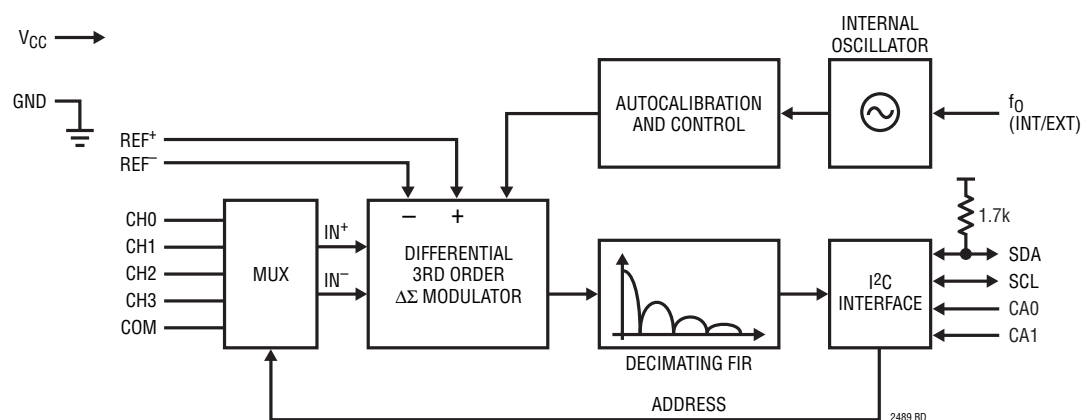 INTERNAL
OSCILLATOR
VCC
GND
AUTOCALIBRATION
AND CONTROL
fO
(INT/EXT)
REF+
REF–
1.7k
– +
CH0
CH1
CH2
CH3
COM
MUX
IN+
IN–
DIFFERENTIAL
3RD ORDER
ΔΣ MODULATOR
DECIMATING FIR
I2C
INTERFACE
SDA
SCL
CA0
CA1
ADDRESS
2489 BD